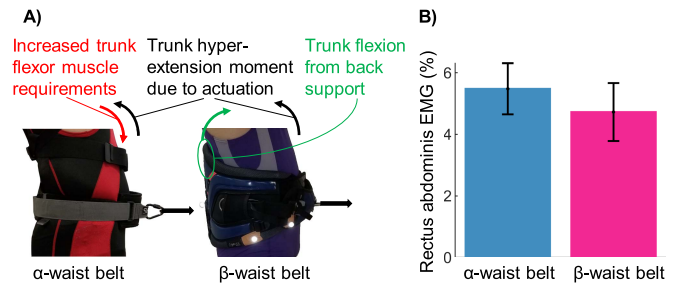 A)
Increased trunk
flexor muscle
requirements
Trunk hyper-
extension moment
due to actuation
Trunk flexion
from back
support
α-waist belt
β-waist belt
B)
Rectus abdominis EMG (%)
6
4
2
0
α-waist belt
β-waist belt